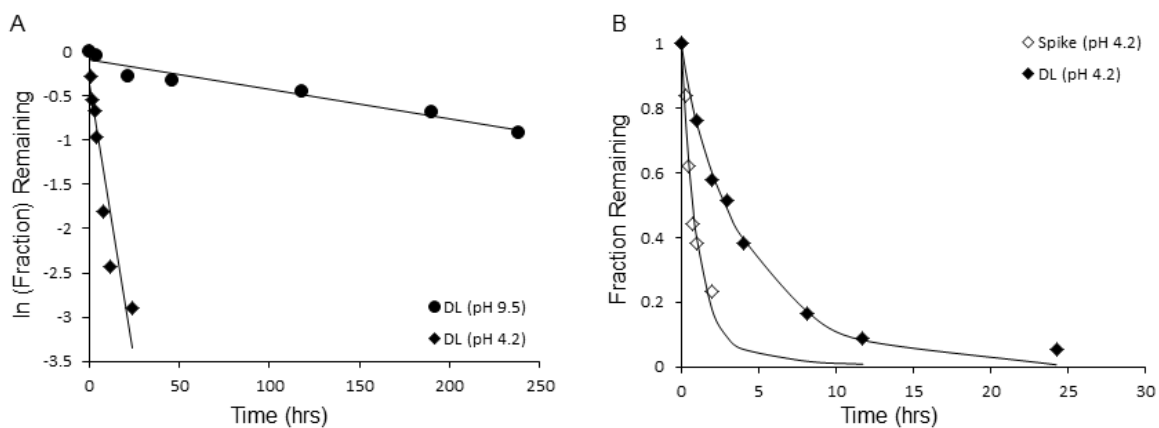 A
ln (Fraction) Remaining
0
-0.5
-1
-1.5
-2
-2.5
-3
-3.5
DL (pH 9.5)
DL (pH 4.2)
0 50 100 150 200 250
Time (hrs)
B
Fraction Remaining
1
0.8
0.6
0.4
0.2
0
Spike (pH 4.2)
DL (pH 4.2)
0 5 10 15 20 25 30
Time (hrs)